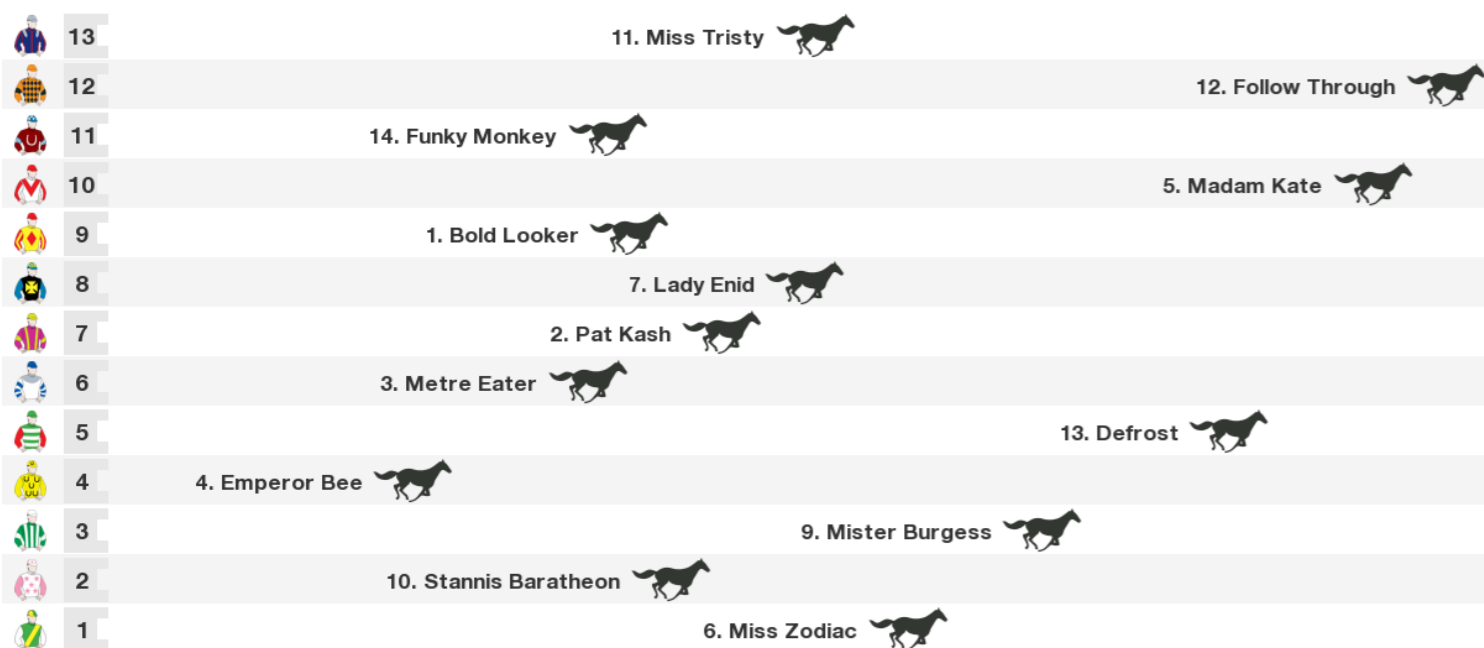 13 11. Miss Tristy
12 12. Follow Through
11 14. Funky Monkey
10 5. Madam Kate
9 1. Bold Looker
8 7. Lady Enid
7 2. Pat Kash
6 3. Metre Eater
5 13. Defrost
4 4. Emperor Bee
3 9. Mister Burgess
2 10. Stannis Baratheon
1 6. Miss Zodiac